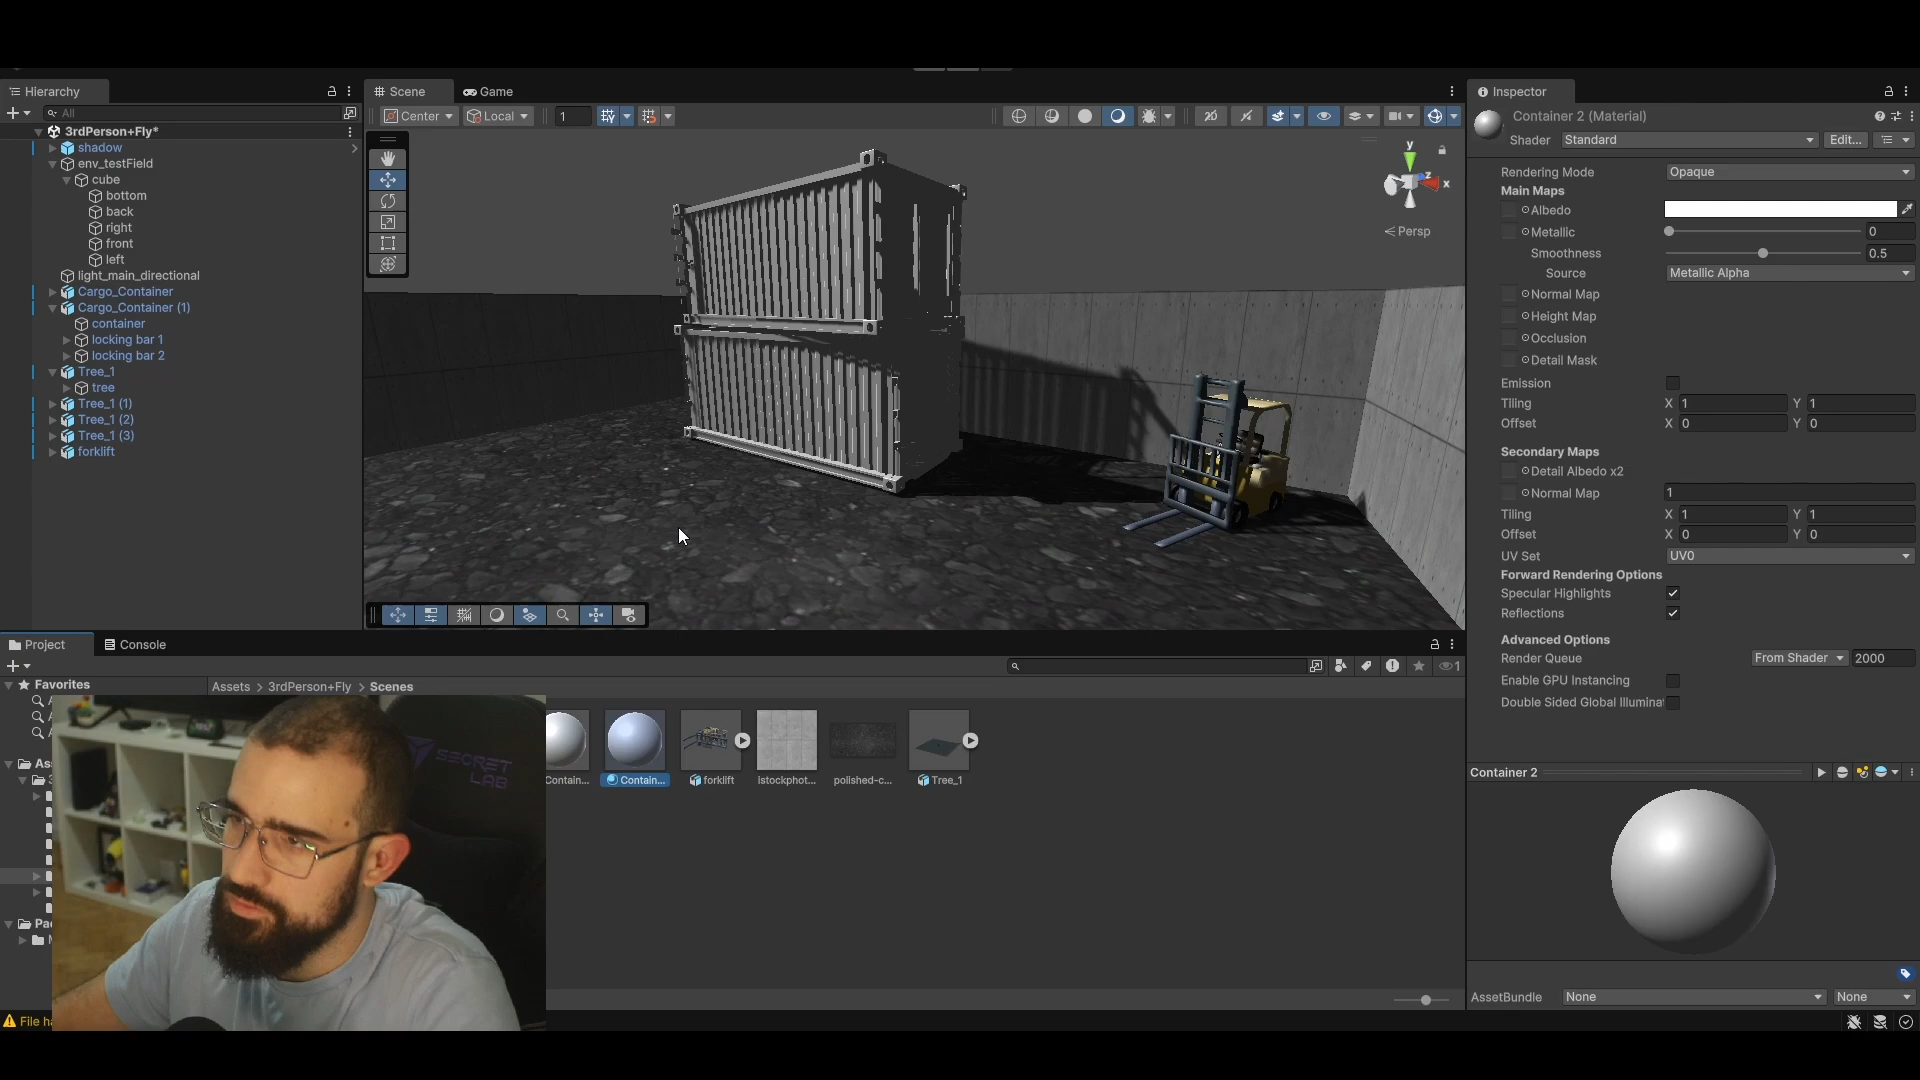 Hierarchy
Scene
Game
Inspector
All
Center
Local
1
2D
Container 2 (Material)
Shader
Standard
Edit...
3rdPerson+Fly*
shadow
env_testField
cube
bottom
back
right
front
left
light_main_directional
Cargo_Container
Cargo_Container (1)
container
locking bar 1
locking bar 2
Tree_1
tree
Tree_1 (1)
Tree_1 (2)
Tree_1 (3)
forklift
y
z
x
Persp
Rendering Mode
Opaque
Main Maps
Albedo
Metallic
0
Smoothness
0.5
Source
Metallic Alpha
Normal Map
Height Map
Occlusion
Detail Mask
Emission
Tiling
X 1
Y 1
Offset
X 0
Y 0
Secondary Maps
Detail Albedo x2
Normal Map
1
Tiling
X 1
Y 1
Offset
X 0
Y 0
UV Set
UV0
Forward Rendering Options
Specular Highlights
Reflections
Advanced Options
Render Queue
From Shader
2000
Enable GPU Instancing
Double Sided Global Illumina
Project
Console
1
Favorites
Assets > 3rdPerson+Fly > Scenes
SECRET
LAB
Contain...
Contain...
forklift
istockphot...
polished-c...
Tree_1
Container 2
AssetBundle
None
None
File ha